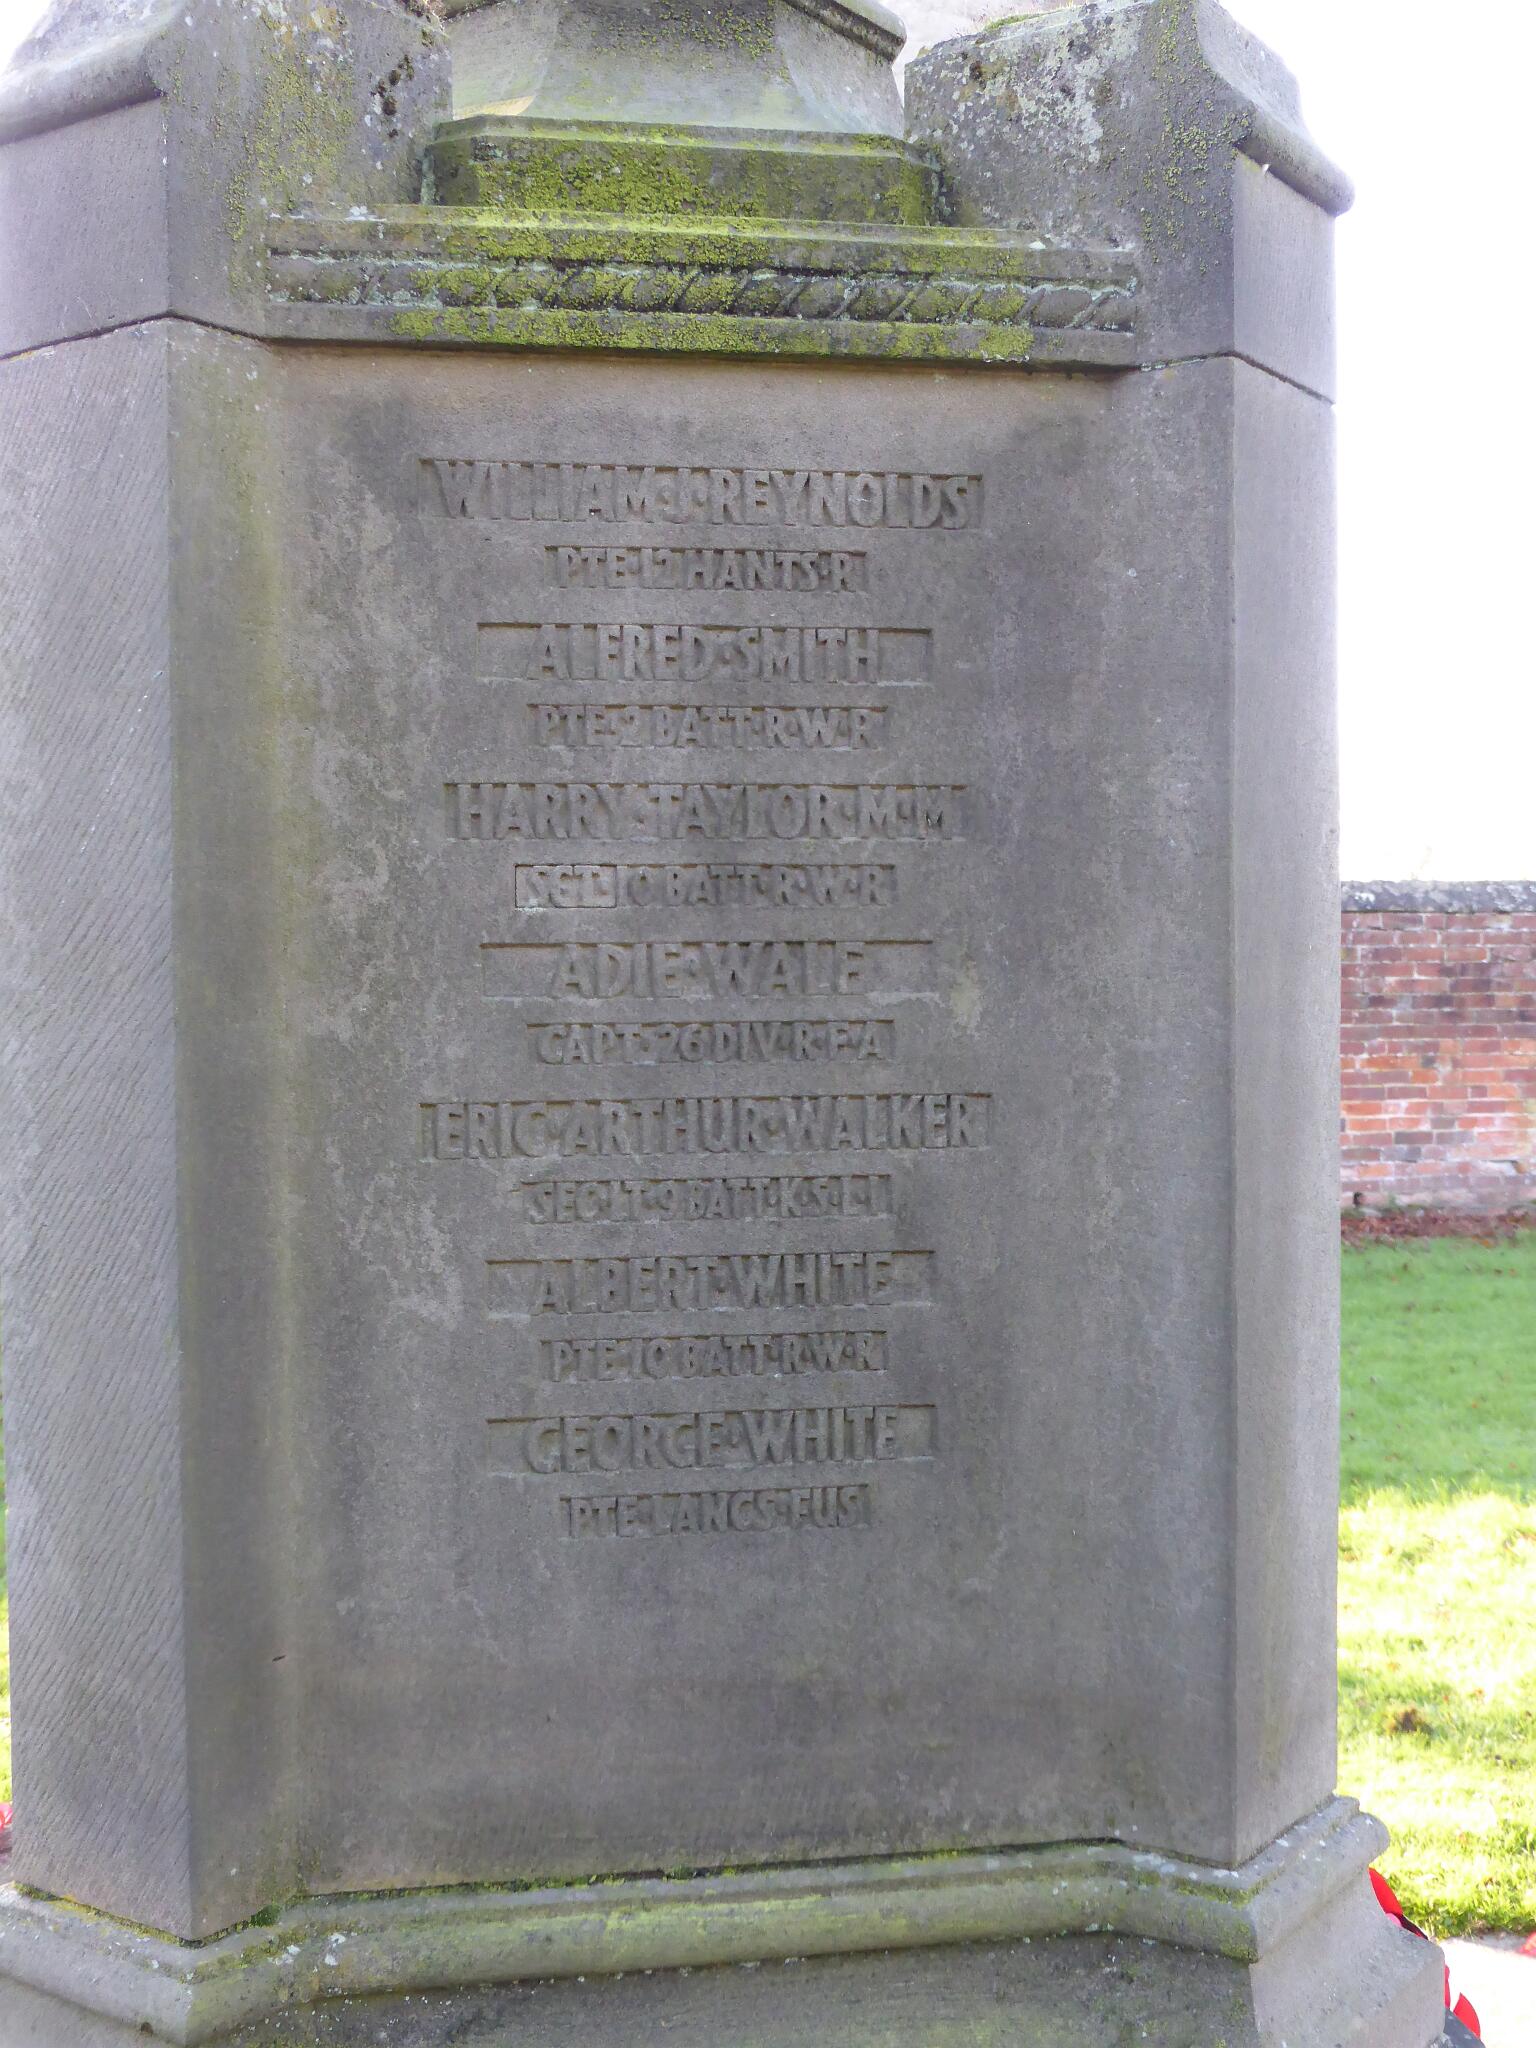 WILLIAM·J·REYNOLDS
PTE·12 HANTS·R
ALFRED·SMITH
PTE·2 BATT·R·W·R
HARRY·TAYLOR·M·M
SGT·10 BATT·R·W·R
ADIE·WALE
CAPT·26 DIV·R·F·A
ERIC·ARTHUR·WALKER
SEC·LT·9 BATT·K·S·L·I
ALBERT·WHITE
PTE·10 BATT·R·W·R
GEORGE·WHITE
PTE·LANCS·FUS